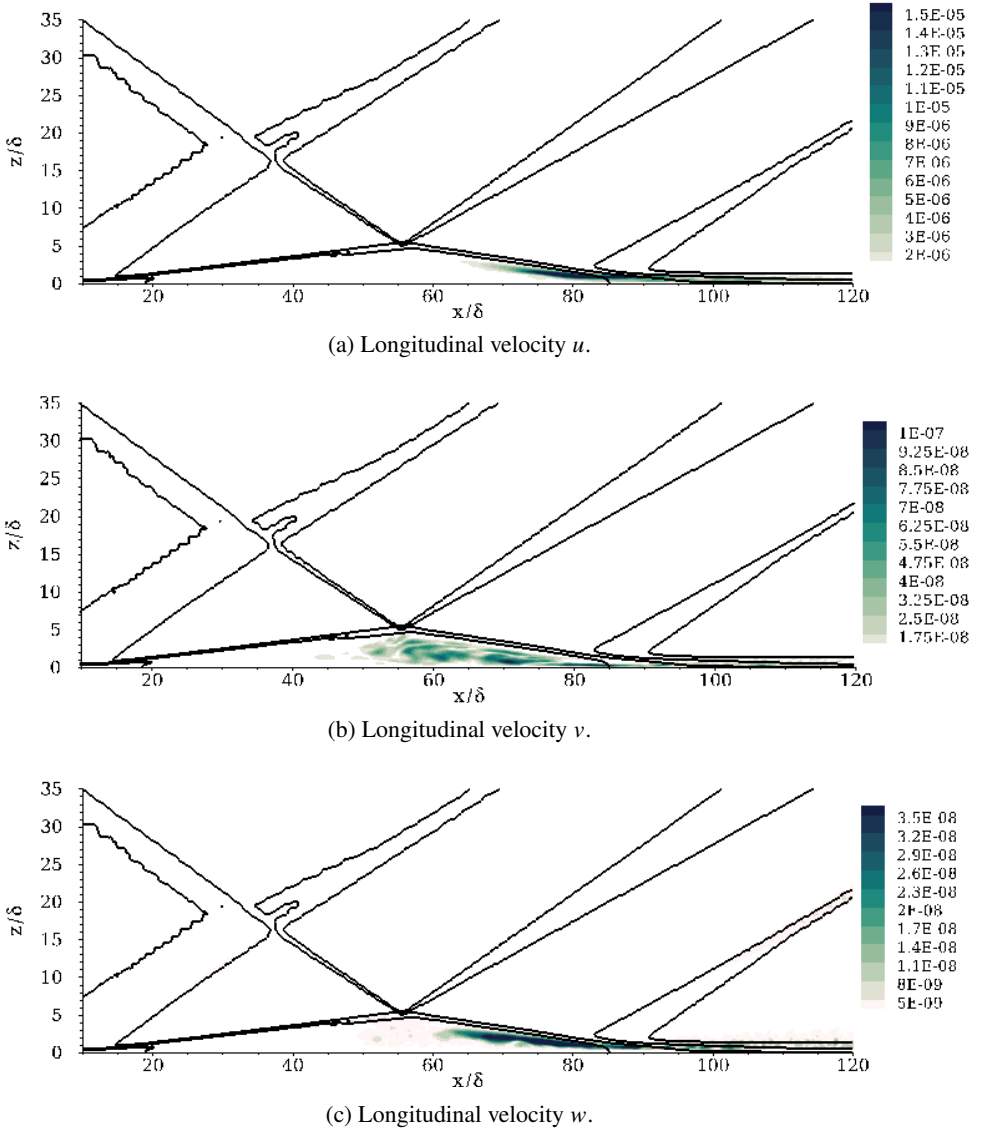 35
30
25
20
15
10
5
0
z/δ
20 40 60 80 100 120
x/δ
1.5E-05
1.4E-05
1.3E-05
1.2E-05
1.1E-05
1E-05
9E-06
8E-06
7E-06
6E-06
5E-06
4E-06
3E-06
2E-06
(a) Longitudinal velocity u.
35
30
25
20
15
10
5
0
z/δ
20 40 60 80 100 120
x/δ
1E-07
9.25E-08
8.5E-08
7.75E-08
7E-08
6.25E-08
5.5E-08
4.75E-08
4E-08
3.25E-08
2.5E-08
1.75E-08
(b) Longitudinal velocity v.
35
30
25
20
15
10
5
0
z/δ
20 40 60 80 100 120
x/δ
3.5E-08
3.2E-08
2.9E-08
2.6E-08
2.3E-08
2E-08
1.7E-08
1.4E-08
1.1E-08
8E-09
5E-09
(c) Longitudinal velocity w.